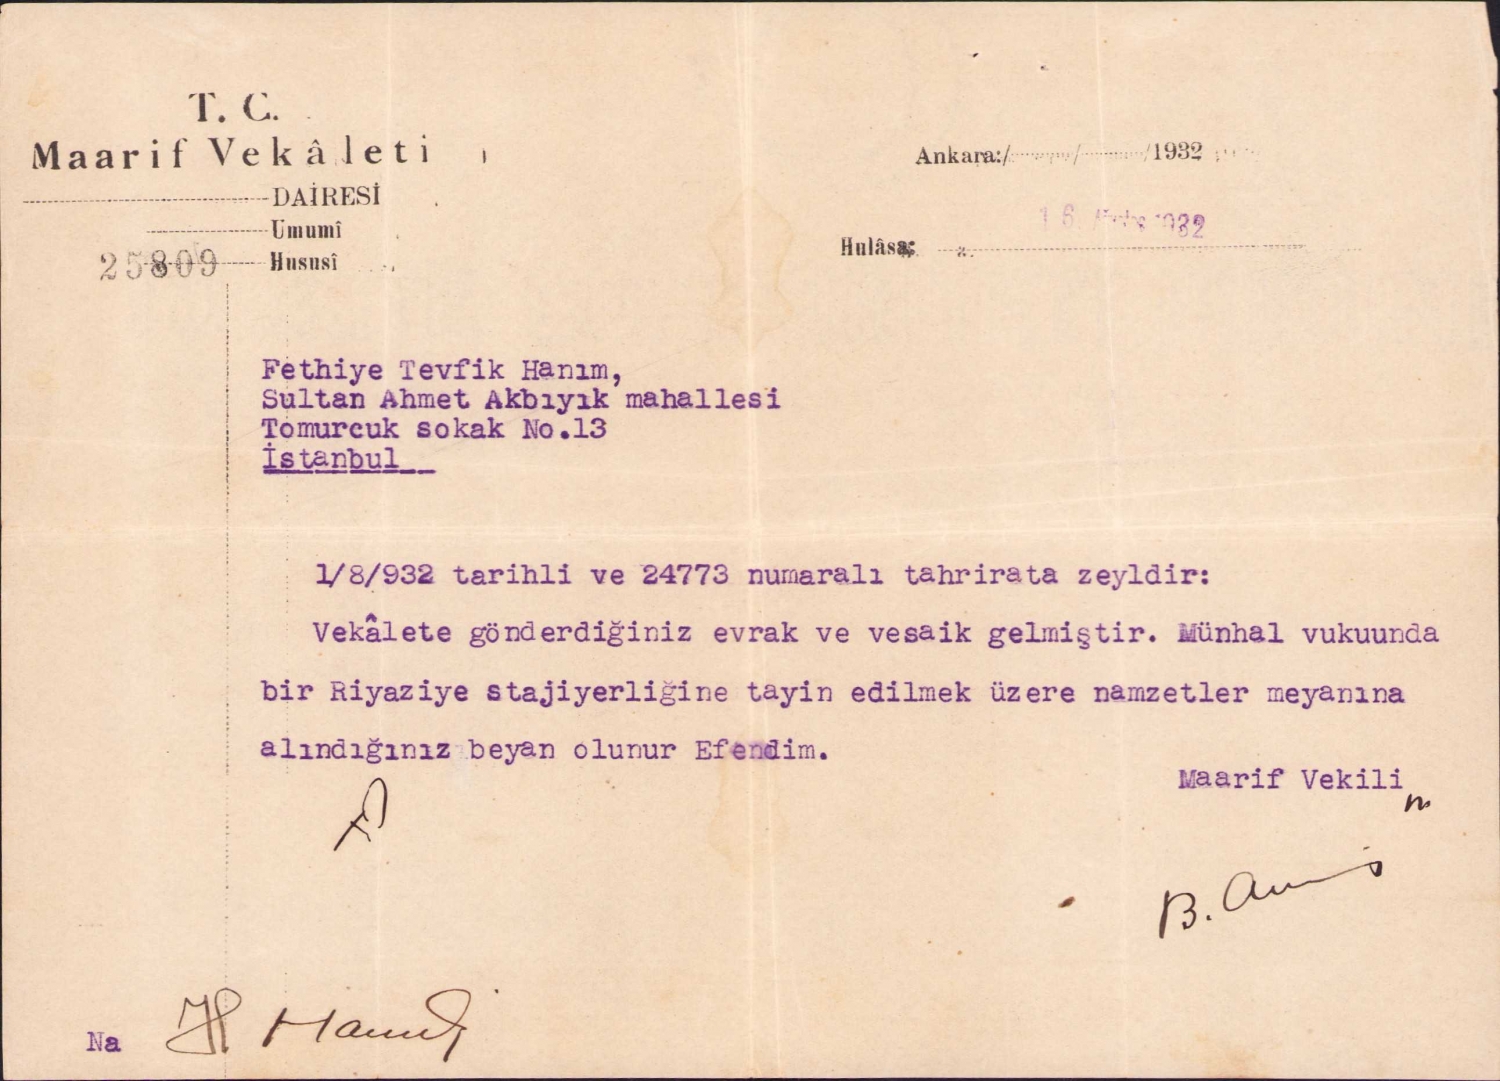 T. C.
Maarif Vekâleti
DAİRESİ
Umumî
25809 Hususî
Ankara:/ / /1932
16 1932
Hulâsa:
Fethiye Tevfik Hanım,
Sultan Ahmet Akbıyık mahallesi
Tomurcuk sokak No.13
İstanbul
1/8/932 tarihli ve 24773 numaralı tahrirata zeyldir:
Vekâlete gönderdiğiniz evrak ve vesaik gelmiştir. Münhal vukuunda
bir Riyaziye stajiyerliğine tayin edilmek üzere namzetler meyanına
alındığınız beyan olunur Efendim.
Maarif Vekili
n.
B.
Na